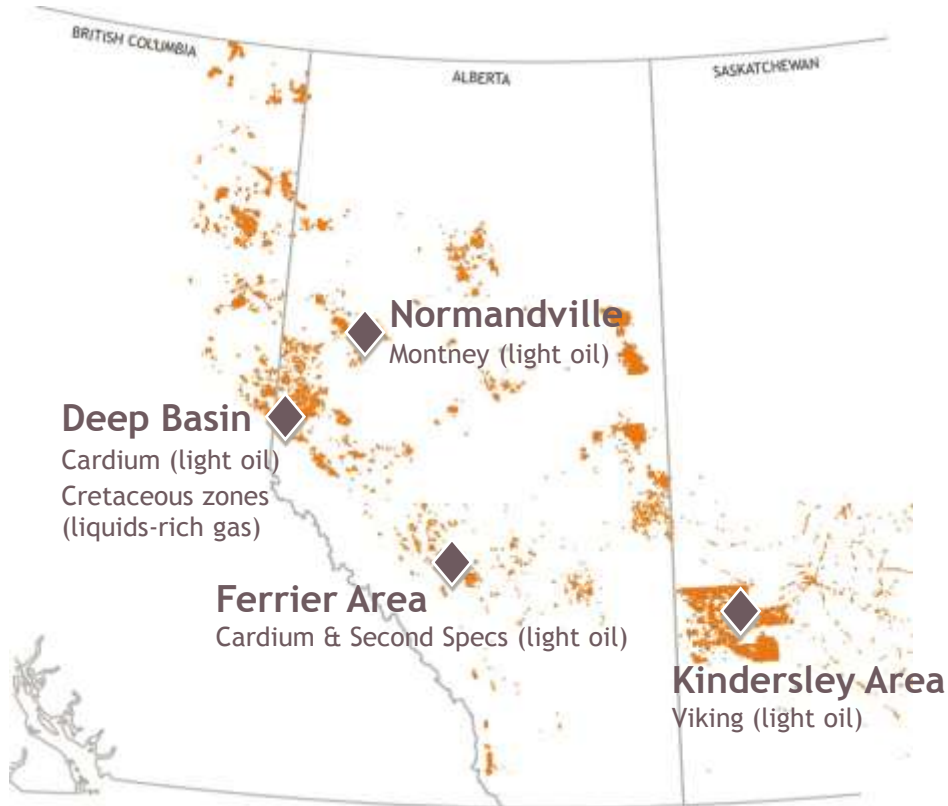 BRITISH COLUMBIA
ALBERTA
SASKATCHEWAN
Normandville
Montney (light oil)
Deep Basin
Cardium (light oil)
Cretaceous zones
(liquids-rich gas)
Ferrier Area
Cardium & Second Specs (light oil)
Kindersley Area
Viking (light oil)